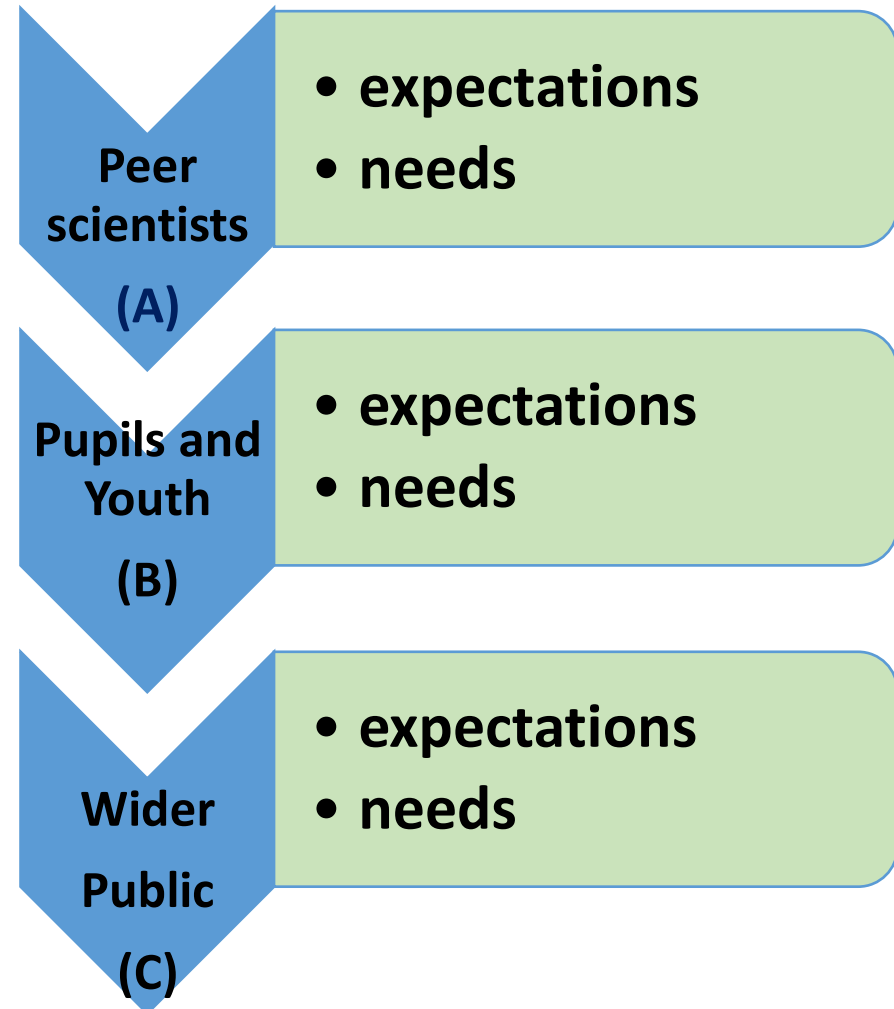 Peer
scientists
(A)
• expectations
• needs
Pupils and
Youth
(B)
• expectations
• needs
Wider
Public
(C)
• expectations
• needs